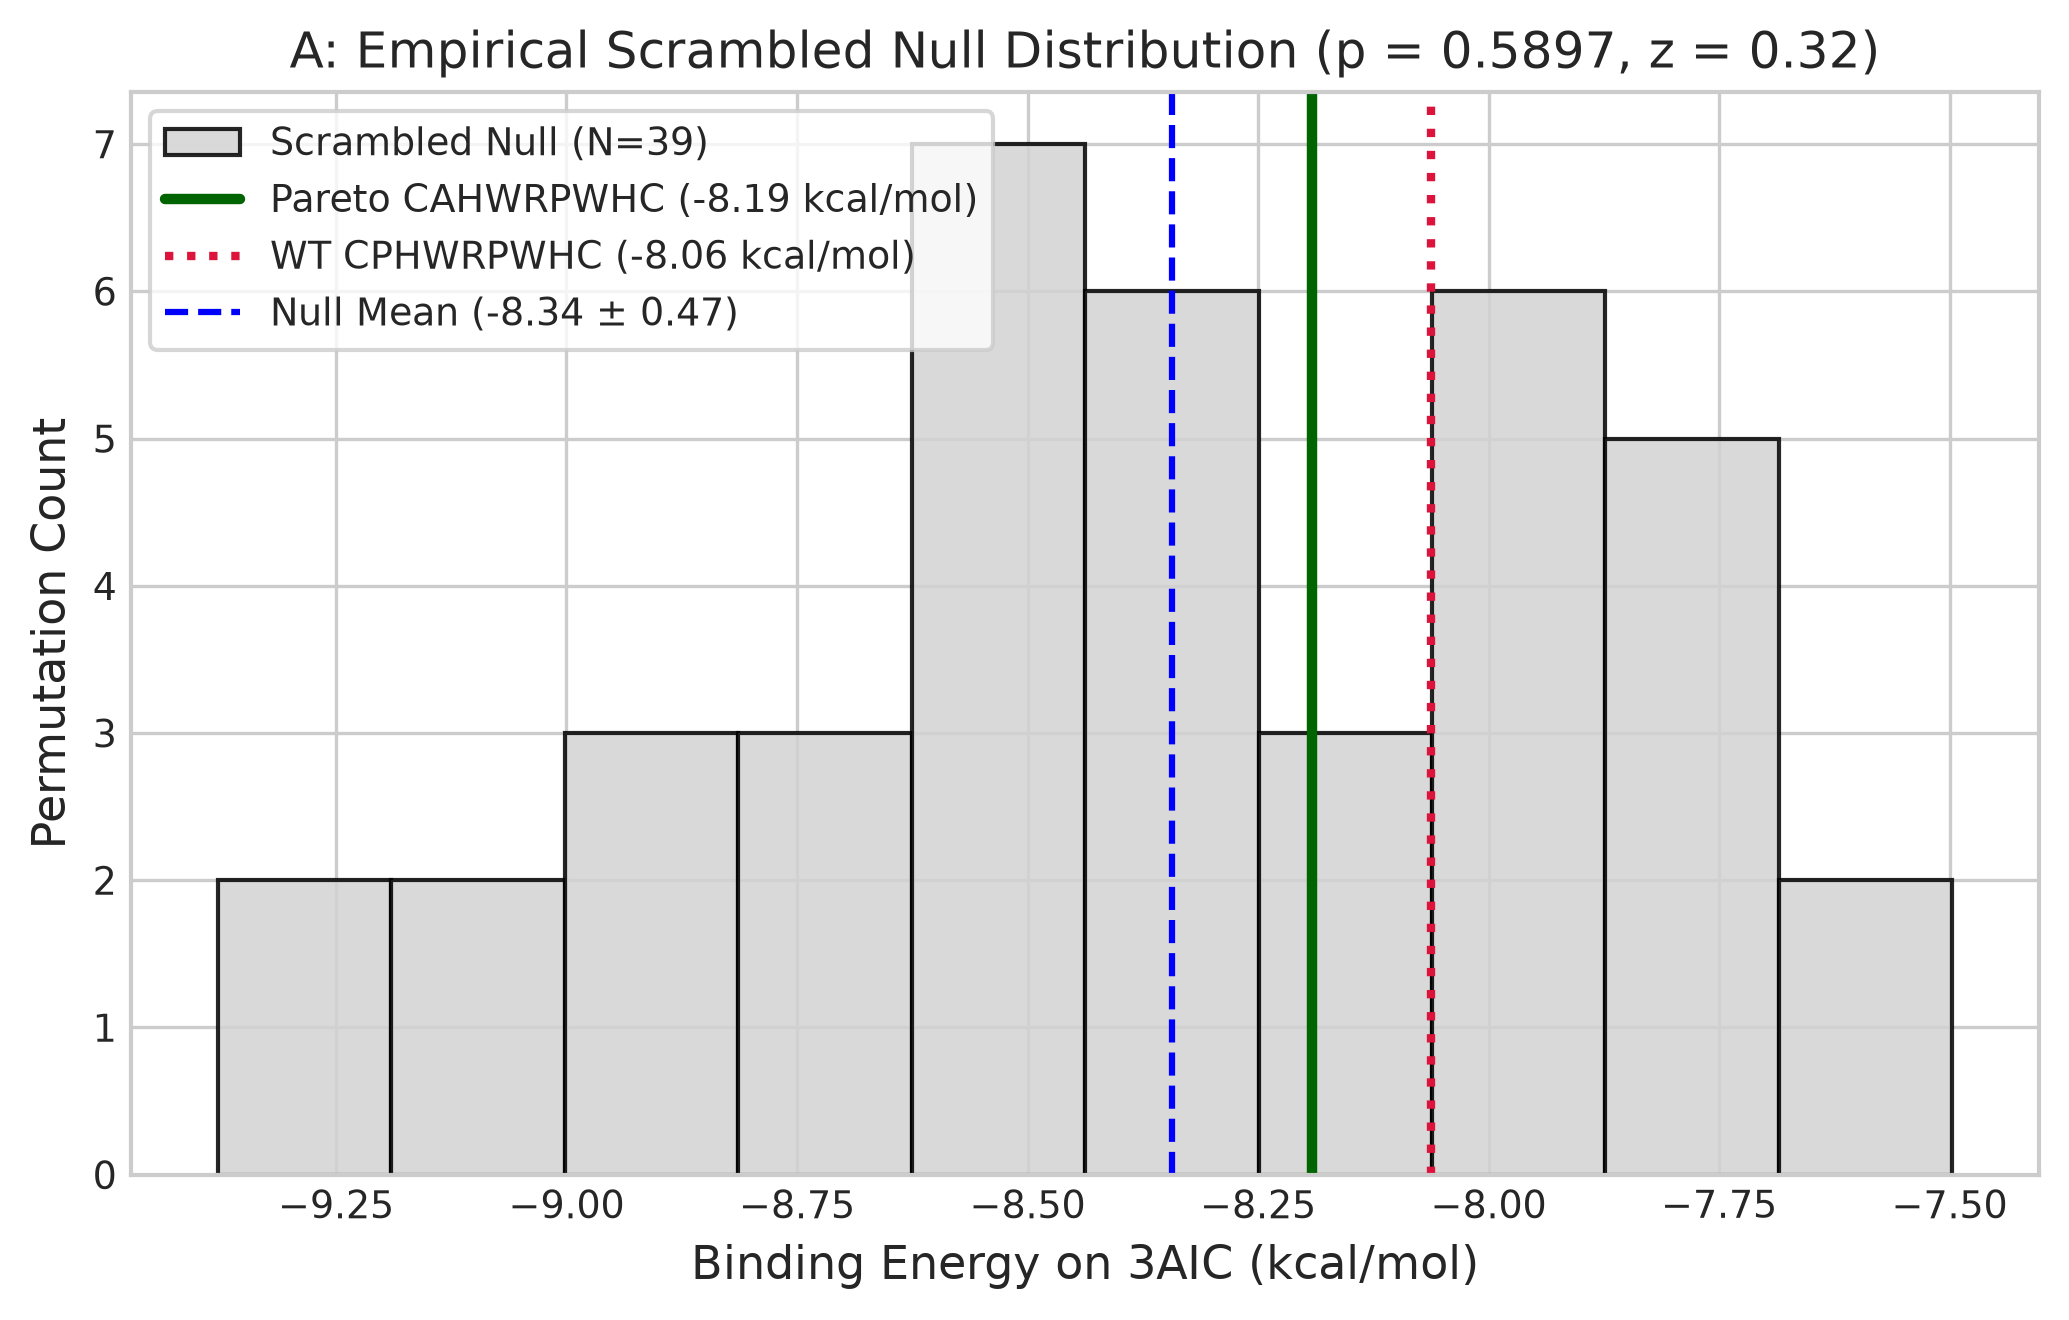 A: Empirical Scrambled Null Distribution (p = 0.5897, z = 0.32)
Scrambled Null (N=39)
Pareto CAHWRPWHC (-8.19 kcal/mol)
WT CPHWRPWHC (-8.06 kcal/mol)
Null Mean (-8.34 ± 0.47)
Permutation Count
7
6
5
4
3
2
1
0
−9.25 −9.00 −8.75 −8.50 −8.25 −8.00 −7.75 −7.50
Binding Energy on 3AIC (kcal/mol)